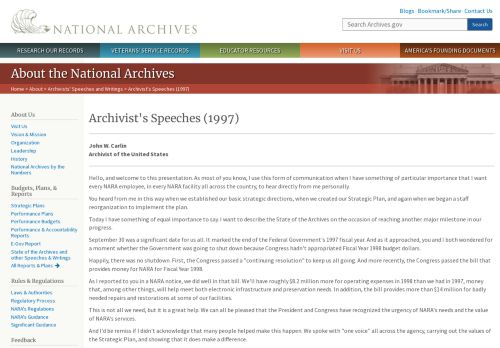 Blogs · Bookmark/Share · Contact Us
NATIONAL ARCHIVES
Search Archives.gov
Search
RESEARCH OUR RECORDS
VETERANS' SERVICE RECORDS
EDUCATOR RESOURCES
VISIT US
AMERICA'S FOUNDING DOCUMENTS
About the National Archives
Home > About > Archivists' Speeches and Writings > Archivist's Speeches (1997)
About Us
Visit Us
Vision & Mission
Organization
Leadership
History
National Archives by the
Numbers
Budgets, Plans, &
Reports
Strategic Plans
Performance Plans
Performance Budgets
Performance & Accountability
Reports
E-Gov Report
State of the Archives and
other Speeches & Writings
All Reports & Plans
Rules & Regulations
Laws & Authorities
Regulatory Process
NARA's Regulations
NARA's Guidance
Significant Guidance
Feedback
Archivist's Speeches (1997)
John W. Carlin
Archivist of the United States
Hello, and welcome to this presentation. As most of you know, I use this form of communication when I have something of particular importance that I want
every NARA employee, in every NARA facility all across the country, to hear directly from me personally.
You heard from me in this way when we established our basic strategic directions, when we created our Strategic Plan, and again when we began a staff
reorganization to implement the plan.
Today I have something of equal importance to say. I want to describe the State of the Archives on the occasion of reaching another major milestone in our
progress.
September 30 was a significant date for us all. It marked the end of the Federal Government's 1997 fiscal year. And as it approached, you and I both wondered for
a moment whether the Government was going to shut down because Congress hadn't appropriated Fiscal Year 1998 budget dollars.
Happily, there was no shutdown. First, the Congress passed a "continuing resolution" to keep us all going. And more recently, the Congress passed the bill that
provides money for NARA for Fiscal Year 1998.
As I reported to you in a NARA notice, we did well in that bill. We'll have roughly $8.2 million more for operating expenses in 1998 than we had in 1997, money
that, among other things, will help meet both electronic infrastructure and preservation needs. In addition, the bill provides more than $14 million for badly
needed repairs and restorations at some of our facilities.
This is not all we need, but it is a great help. We can all be pleased that the President and Congress have recognized the urgency of NARA's needs and the value
of NARA's services.
And I'd be remiss if I didn't acknowledge that many people helped make this happen. We spoke with "one voice" all across the agency, carrying out the values of
the Strategic Plan, and showing that it does make a difference.